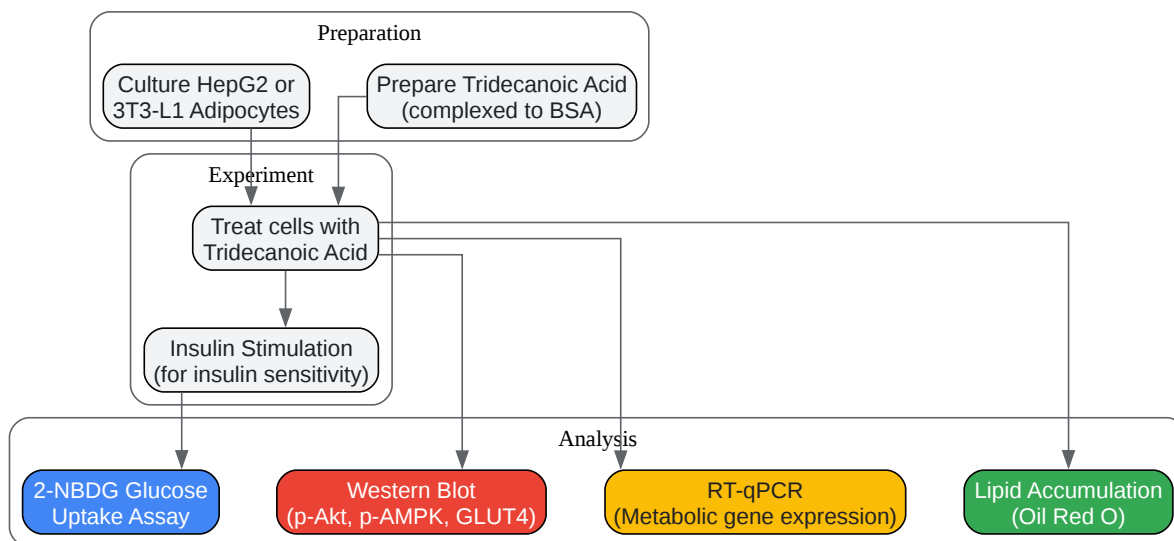 Preparation
Culture HepG2 or
3T3-L1 Adipocytes
Prepare Tridecanoic Acid
(complexed to BSA)
Experiment
Treat cells with
Tridecanoic Acid
Insulin Stimulation
(for insulin sensitivity)
Analysis
2-NBDG Glucose
Uptake Assay
Western Blot
(p-Akt, p-AMPK, GLUT4)
RT-qPCR
(Metabolic gene expression)
Lipid Accumulation
(Oil Red O)